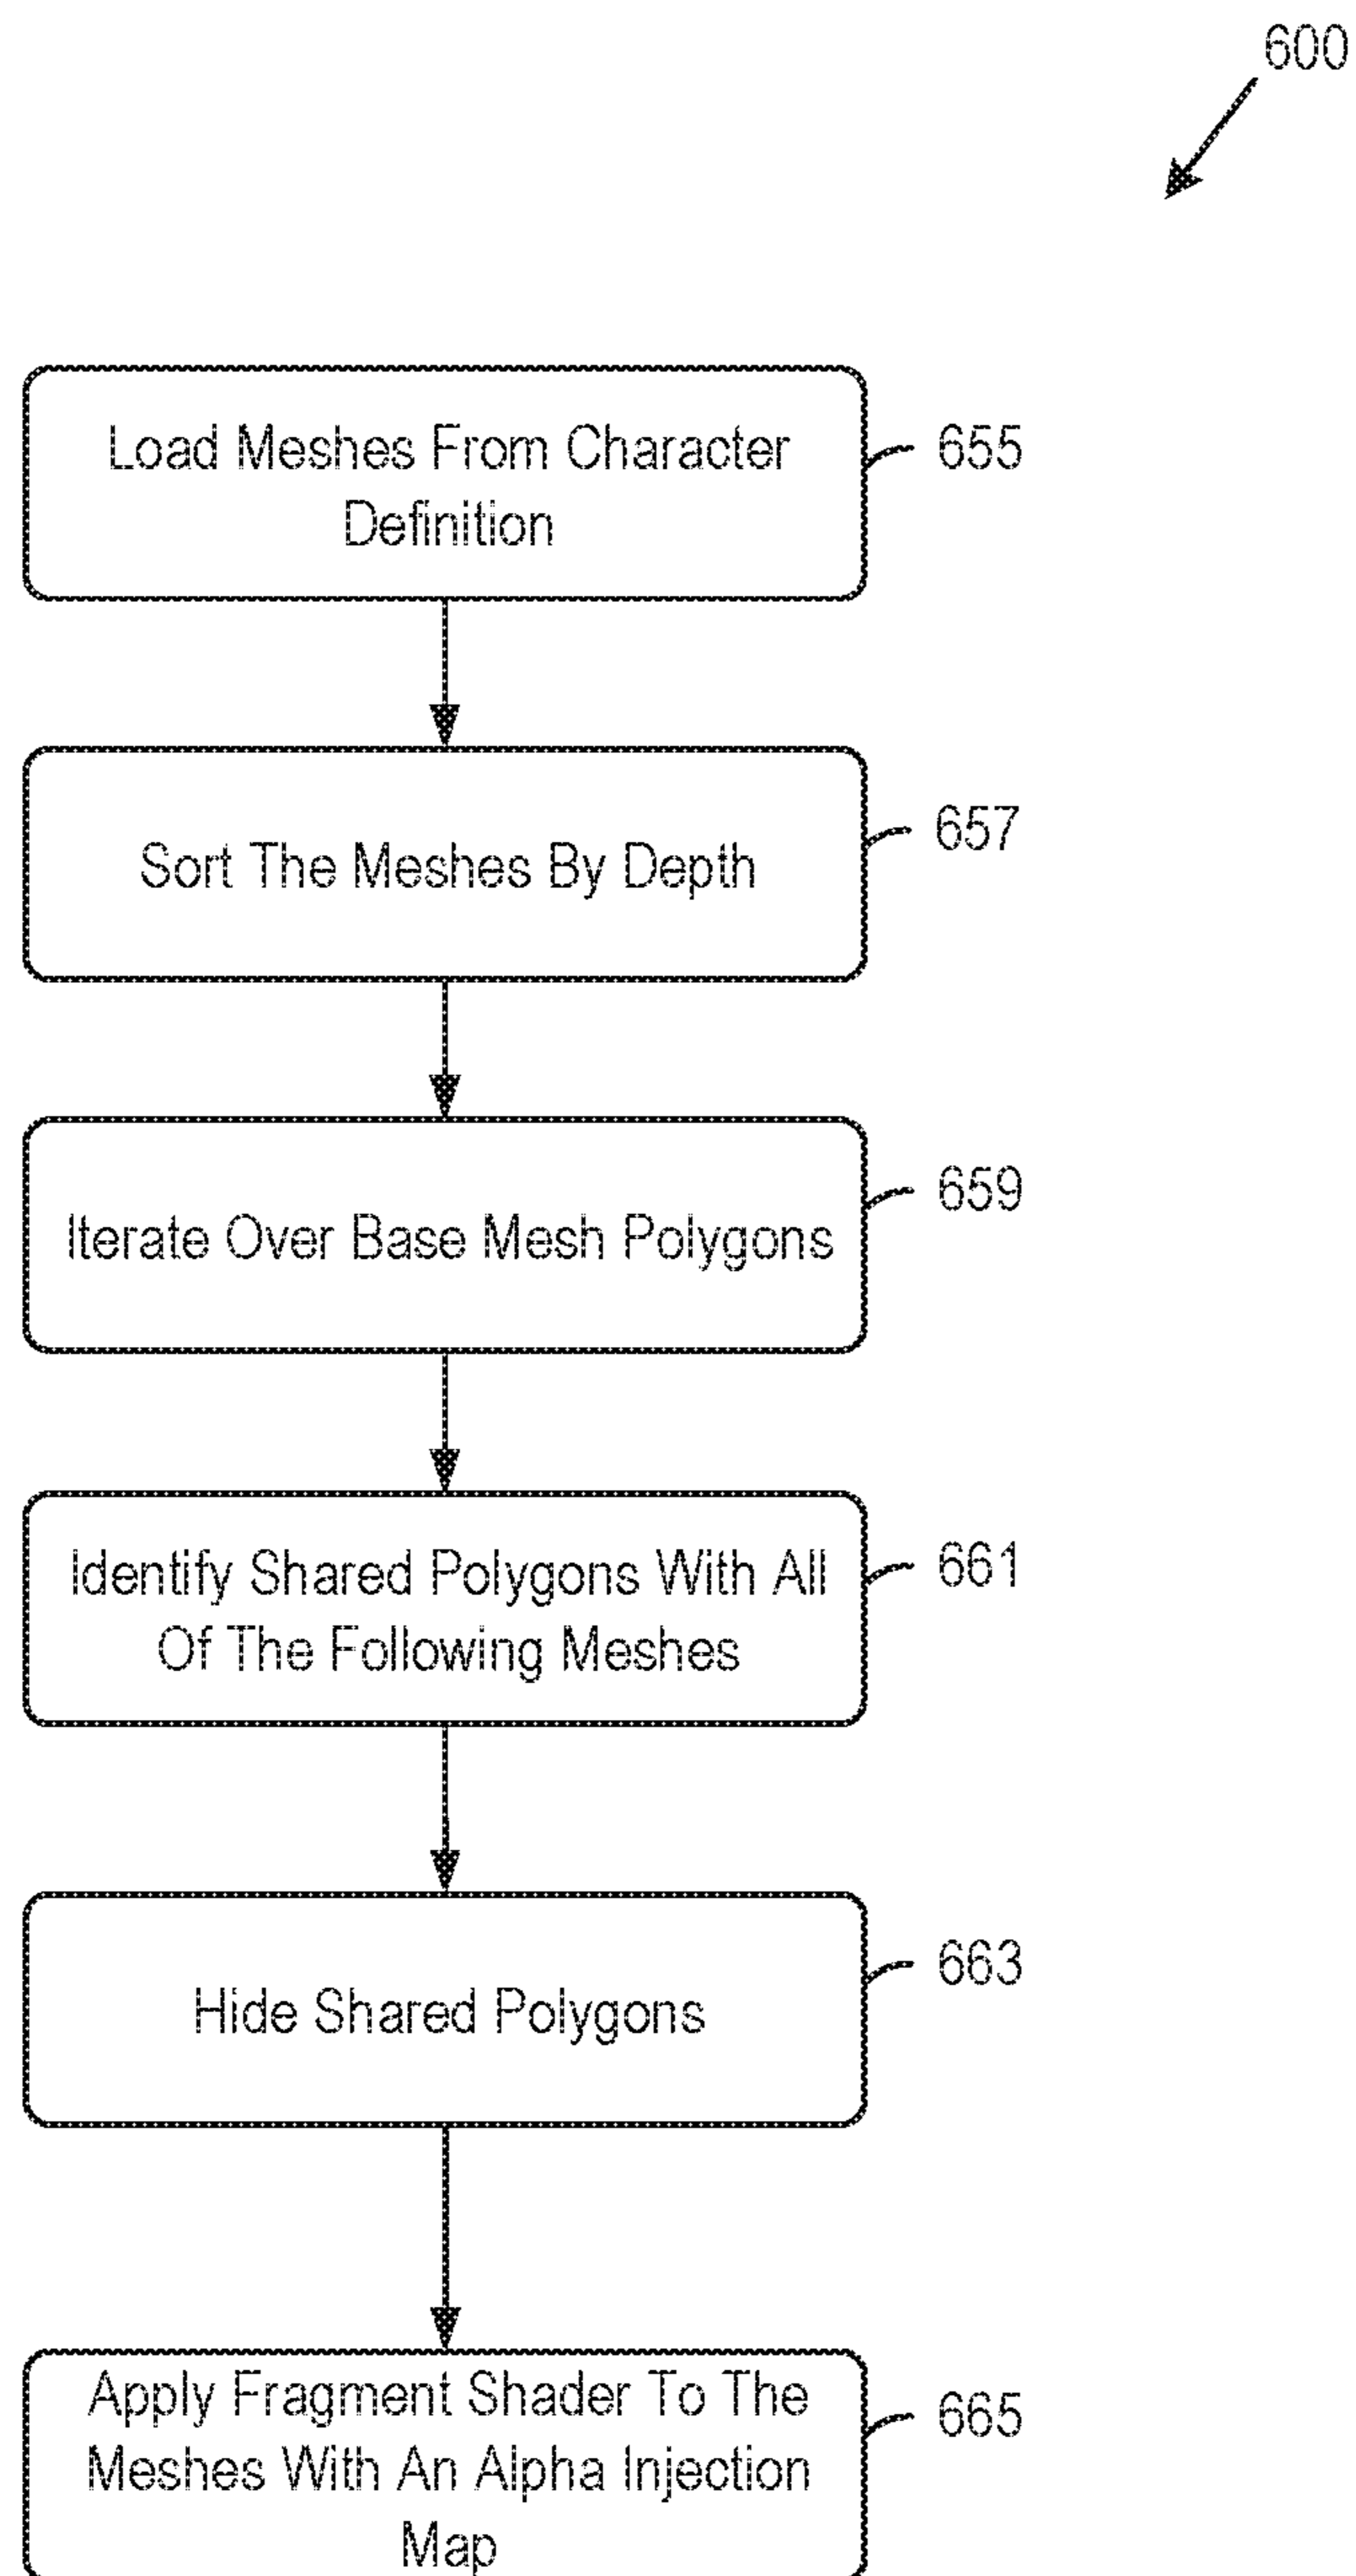 600
Load Meshes From Character
Definition
655
Sort The Meshes By Depth
657
Iterate Over Base Mesh Polygons
659
Identify Shared Polygons With All
Of The Following Meshes
661
Hide Shared Polygons
663
Apply Fragment Shader To The
Meshes With An Alpha Injection
Map
665